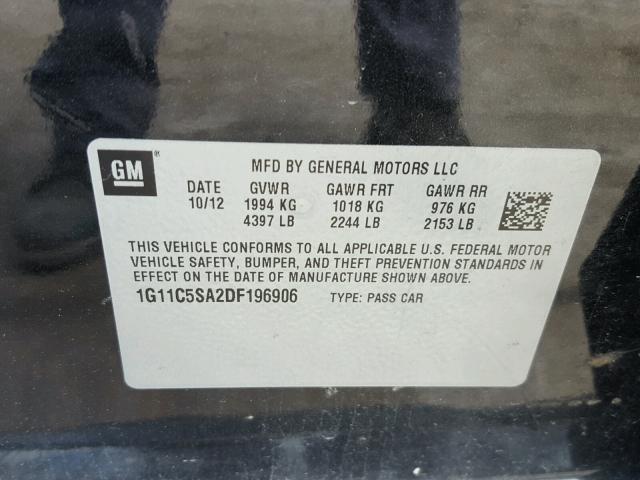 GM ® MFD BY GENERAL MOTORS LLC
DATE GVWR GAWR FRT GAWR RR
10/12 1994 KG 1018 KG 976 KG
4397 LB 2244 LB 2153 LB
THIS VEHICLE CONFORMS TO ALL APPLICABLE U.S. FEDERAL MOTOR
VEHICLE SAFETY, BUMPER, AND THEFT PREVENTION STANDARDS IN
EFFECT ON THE DATE OF MANUFACTURE SHOWN ABOVE.
1G11C5SA2DF196906 TYPE: PASS CAR